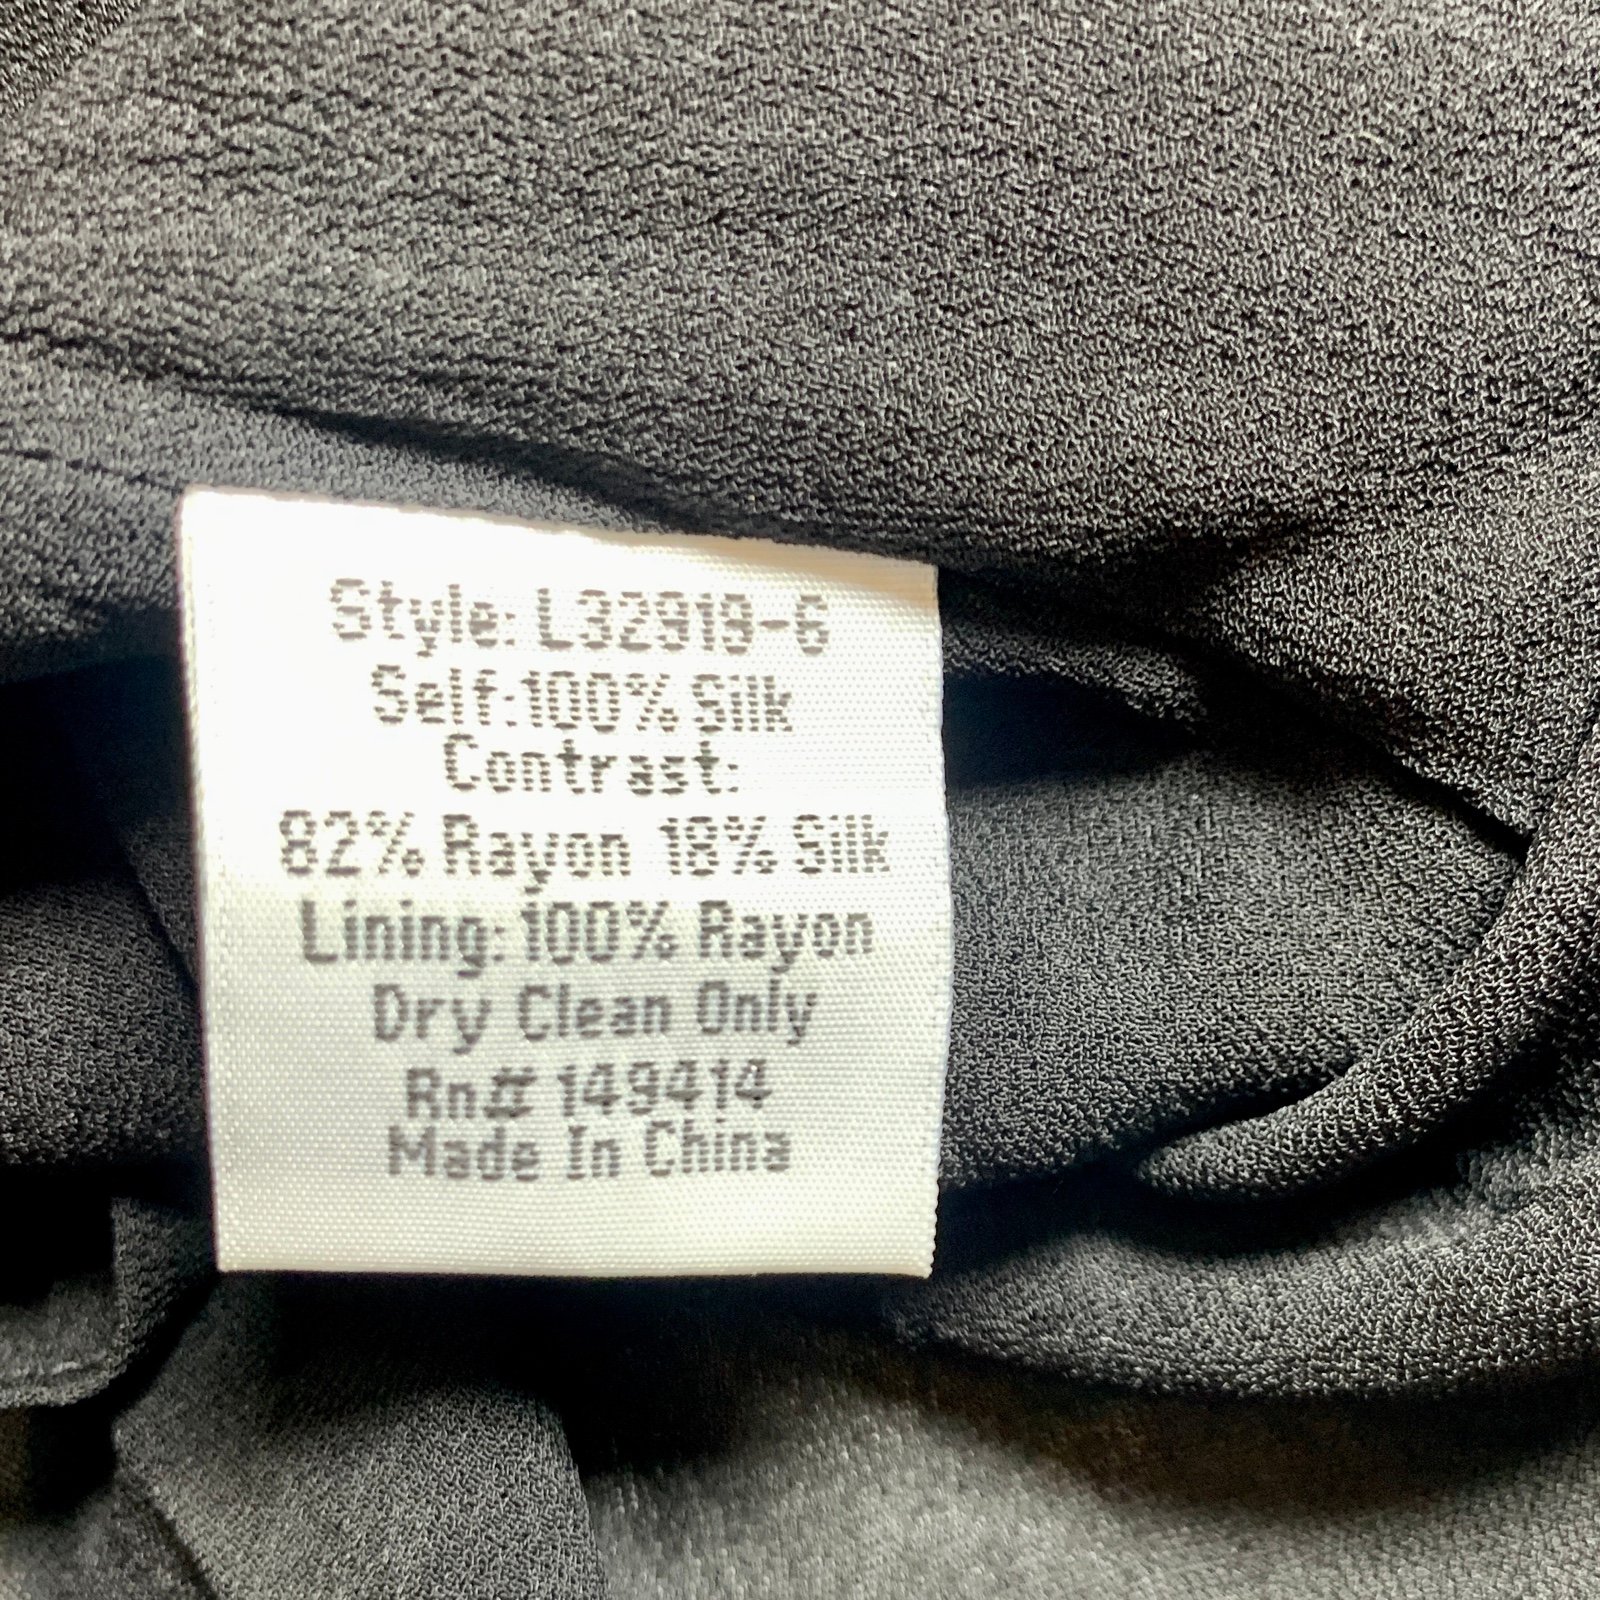 Style: L32919-6
Self:100% Silk
Contrast:
82% Rayon 18% Silk
Lining: 100% Rayon
Dry Clean Only
Rn# 149414
Made In China